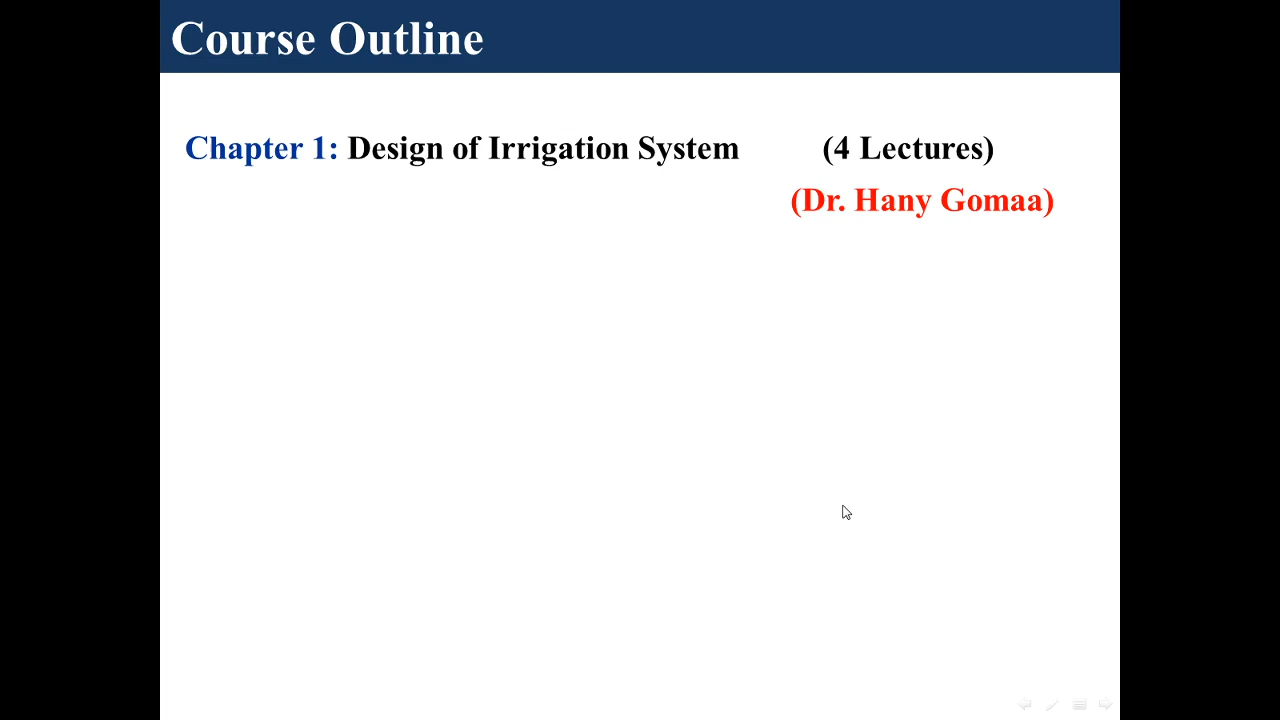 Course Outline
Chapter 1: Design of Irrigation System (4 Lectures)
(Dr. Hany Gomaa)